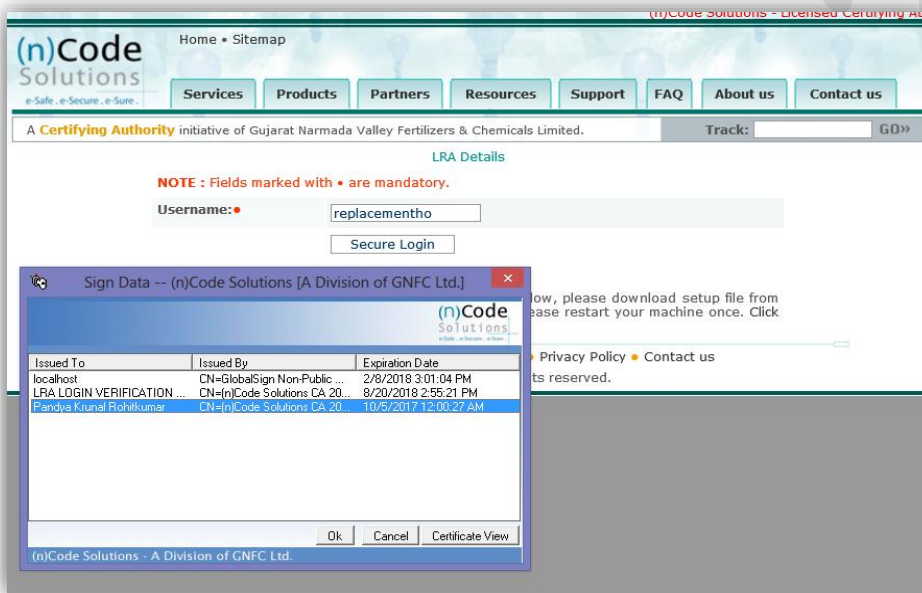 (n)Code Solutions - Licensed Certifying Au
(n)Code
Solutions
e-Safe . e-Secure . e-Sure .
Home • Sitemap
Services Products Partners Resources Support FAQ About us Contact us
A Certifying Authority initiative of Gujarat Narmada Valley Fertilizers & Chemicals Limited. Track: GO»
LRA Details
NOTE : Fields marked with • are mandatory.
Username:• replacementho
Secure Login
Sign Data -- (n)Code Solutions [A Division of GNFC Ltd.]
(n)Code
Solutions
low, please download setup file from
ease restart your machine once. Click
• Privacy Policy • Contact us
ts reserved.
Issued To Issued By Expiration Date
localhost CN=GlobalSign Non-Public ... 2/8/2018 3:01:04 PM
LRA LOGIN VERIFICATION ... CN=(n)Code Solutions CA 20... 8/20/2018 2:55:21 PM
Pandya Krunal Rohitkumar CN=(n)Code Solutions CA 20... 10/5/2017 12:00:27 AM
Ok Cancel Certificate View
(n)Code Solutions - A Division of GNFC Ltd.